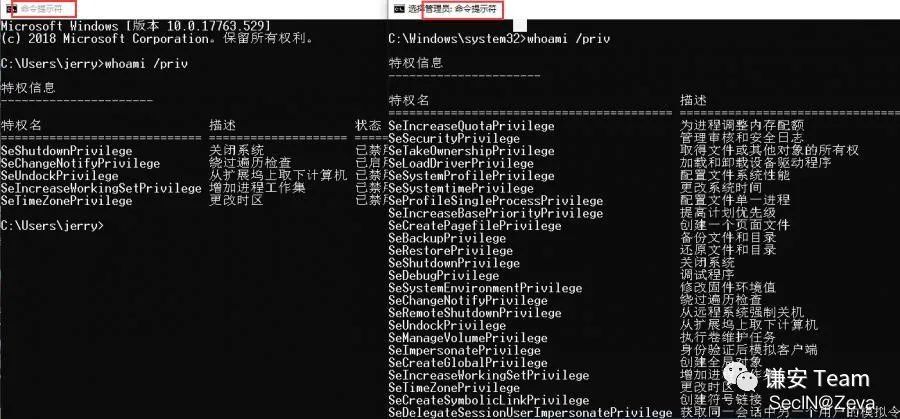 命令提示符
Microsoft Windows [版本 10.0.17763.529]
(c) 2018 Microsoft Corporation。保留所有权利。
C:\Users\jerry>whoami /priv
特权信息
----------------------
特权名 描述 状态
============================= ==================== =====
SeShutdownPrivilege 关闭系统 已禁
SeChangeNotifyPrivilege 绕过遍历检查 已启
SeUndockPrivilege 从扩展坞上取下计算机 已禁
SeIncreaseWorkingSetPrivilege 增加进程工作集 已禁
SeTimeZonePrivilege 更改时区 已禁
C:\Users\jerry>
选择管理员: 命令提示符
C:\Windows\system32>whoami /priv
特权信息
----------------------
特权名 描述
========================================= ==================================
SeIncreaseQuotaPrivilege 为进程调整内存配额
SeSecurityPrivilege 管理审核和安全日志
SeTakeOwnershipPrivilege 取得文件或其他对象的所有权
SeLoadDriverPrivilege 加载和卸载设备驱动程序
SeSystemProfilePrivilege 配置文件系统性能
SeSystemtimePrivilege 更改系统时间
SeProfileSingleProcessPrivilege 配置文件单一进程
SeIncreaseBasePriorityPrivilege 提高计划优先级
SeCreatePagefilePrivilege 创建一个页面文件
SeBackupPrivilege 备份文件和目录
SeRestorePrivilege 还原文件和目录
SeShutdownPrivilege 关闭系统
SeDebugPrivilege 调试程序
SeSystemEnvironmentPrivilege 修改固件环境值
SeChangeNotifyPrivilege 绕过遍历检查
SeRemoteShutdownPrivilege 从远程系统强制关机
SeUndockPrivilege 从扩展坞上取下计算机
SeManageVolumePrivilege 执行卷维护任务
SeImpersonatePrivilege 身份验证后模拟客户端
SeCreateGlobalPrivilege 创建全局对象
SeIncreaseWorkingSetPrivilege 增加进
SeTimeZonePrivilege 更改时区
SeCreateSymbolicLinkPrivilege 创建符号链接
SeDelegateSessionUserImpersonatePrivilege 获取同一会话中另一个用户的模拟令
谦安 Team
SecIN@Zeva